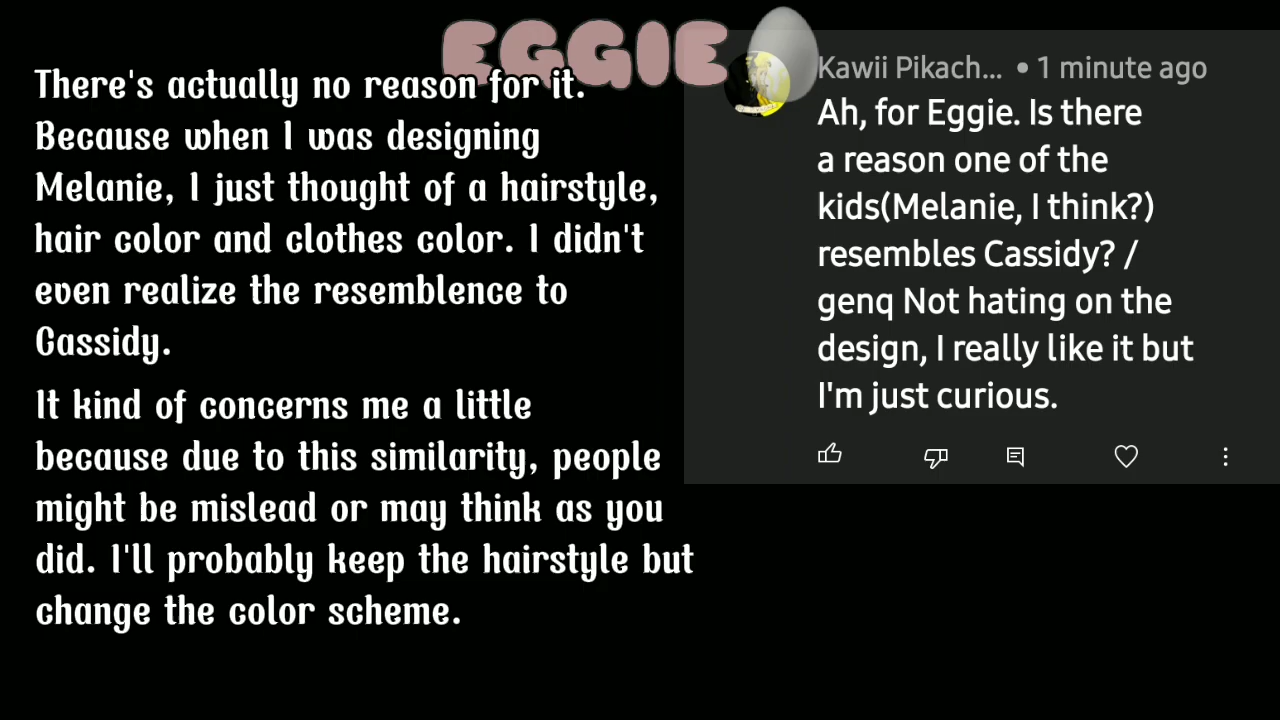 EGGIE
There's actually no reason for it.
Because when I was designing
Melanie, I just thought of a hairstyle,
hair color and clothes color. I didn't
even realize the resemblence to
Cassidy.
It kind of concerns me a little
because due to this similarity, people
might be mislead or may think as you
did. I'll probably keep the hairstyle but
change the color scheme.
Kawii Pikach... • 1 minute ago
Ah, for Eggie. Is there
a reason one of the
kids(Melanie, I think?)
resembles Cassidy? /
genq Not hating on the
design, I really like it but
I'm just curious.